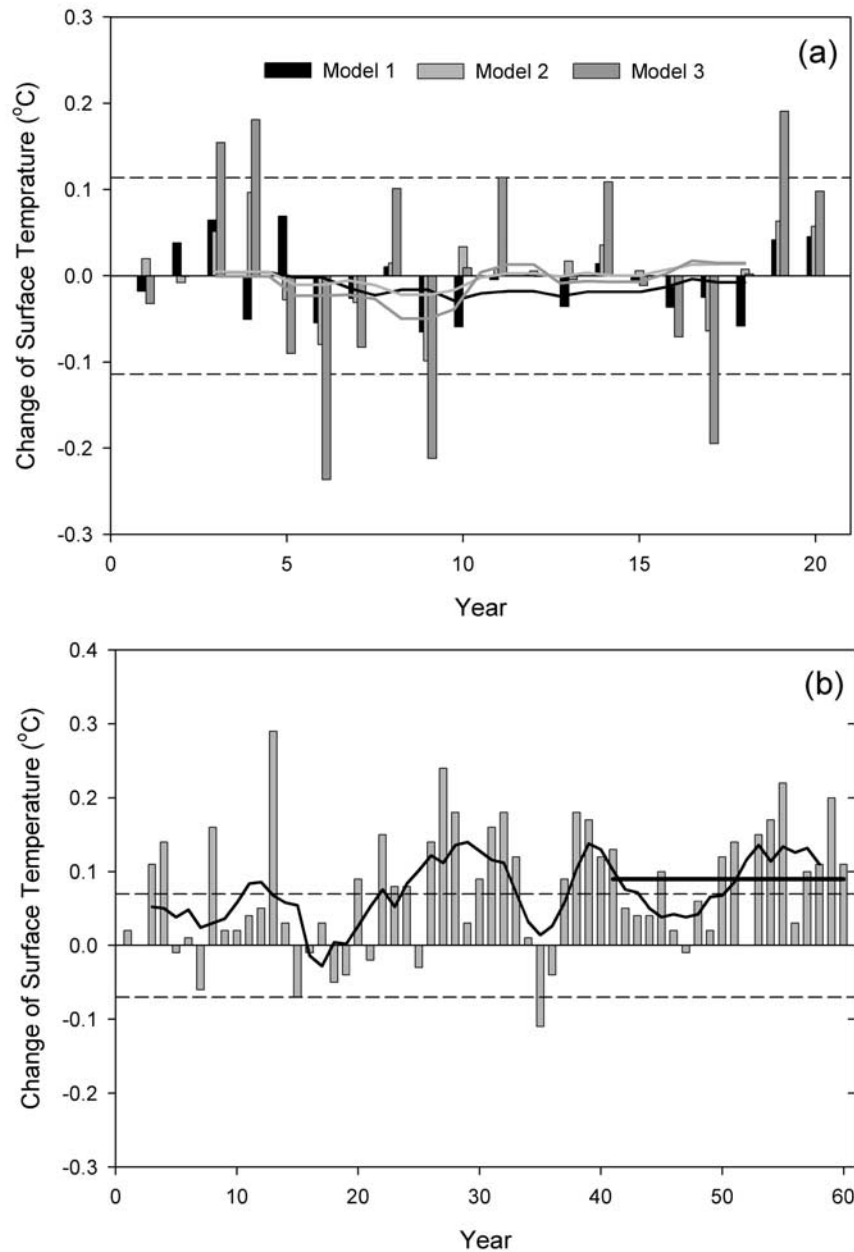 0.3
(a)
Model 1 Model 2 Model 3
0.2
0.1
0.0
-0.1
-0.2
-0.3
Change of Surface Temprature (°C)
0 5 10 15 20
Year
0.4
(b)
0.3
0.2
0.1
0.0
-0.1
-0.2
-0.3
Change of Surface Temperature (°C)
0 10 20 30 40 50 60
Year